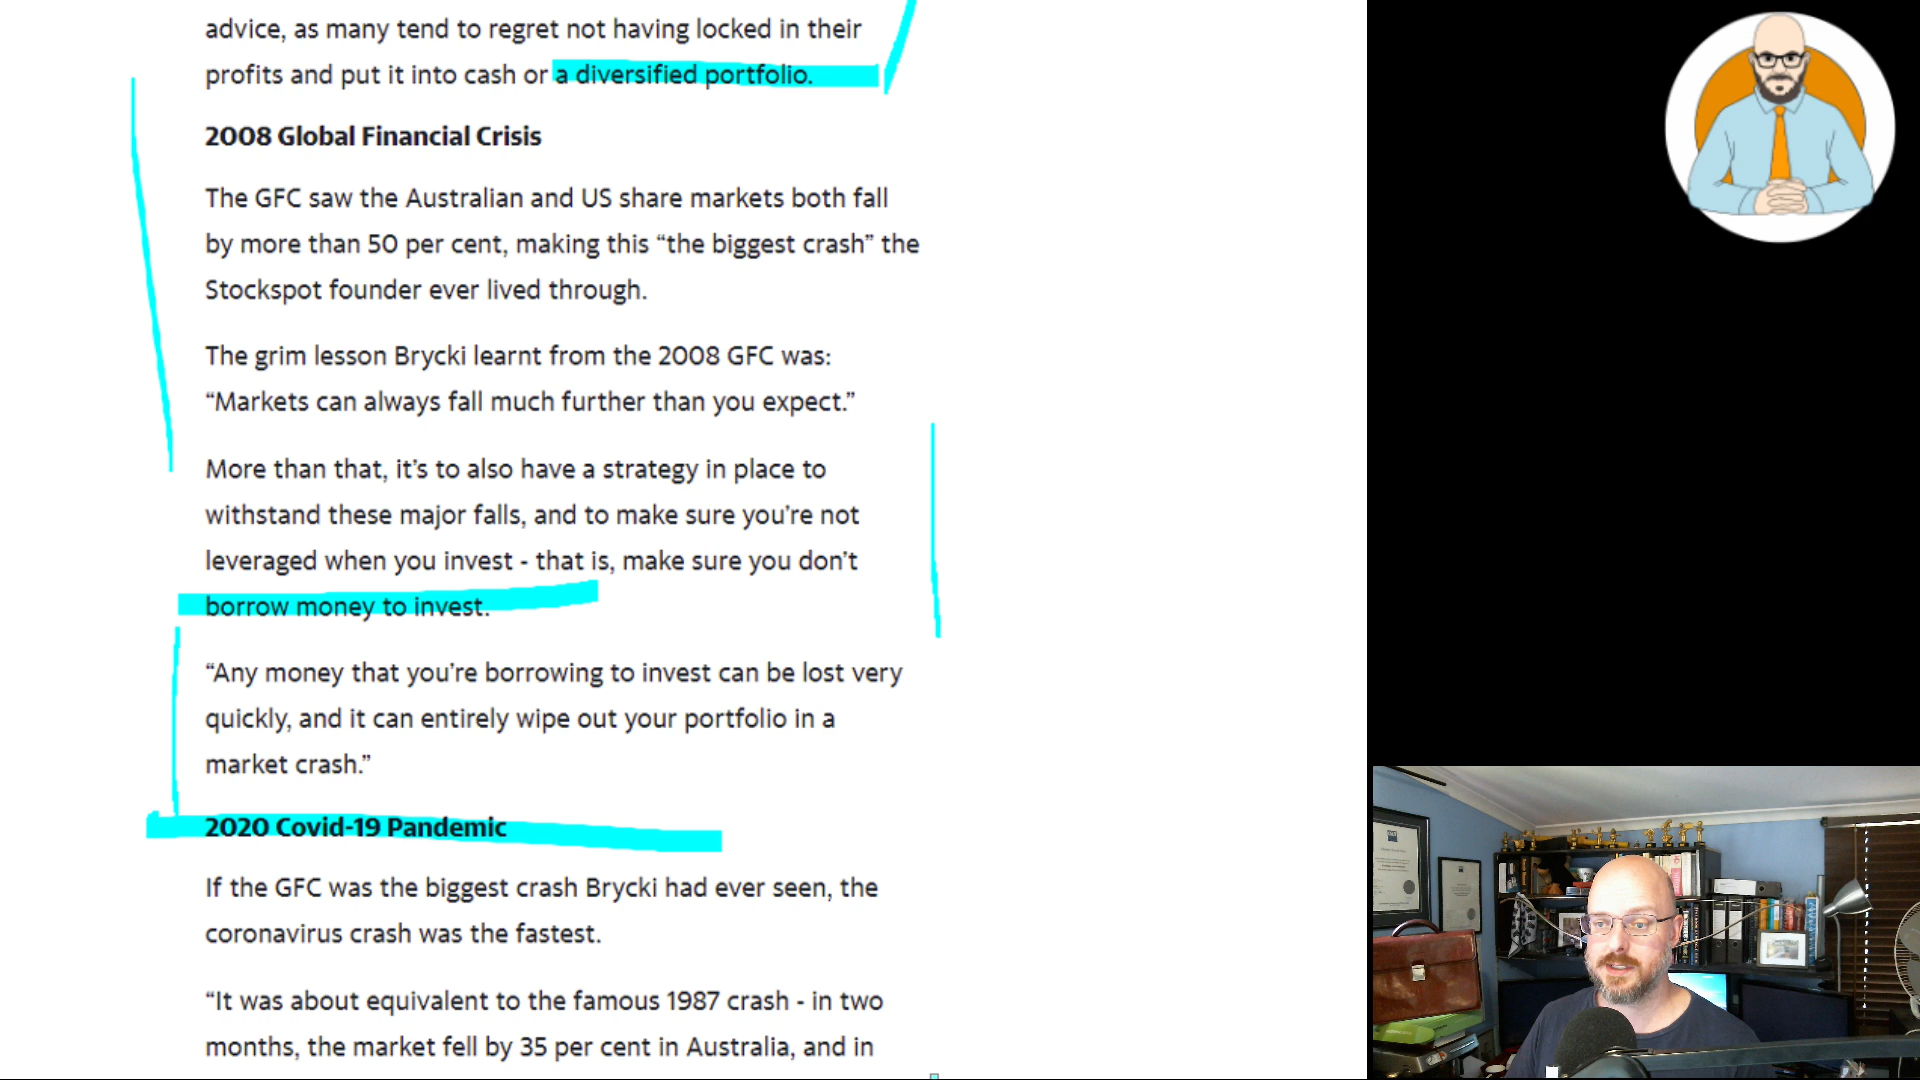 advice, as many tend to regret not having locked in their
profits and put it into cash or a diversified portfolio.
2008 Global Financial Crisis
The GFC saw the Australian and US share markets both fall
by more than 50 per cent, making this “the biggest crash” the
Stockspot founder ever lived through.
The grim lesson Brycki learnt from the 2008 GFC was:
“Markets can always fall much further than you expect.”
More than that, it’s to also have a strategy in place to
withstand these major falls, and to make sure you’re not
leveraged when you invest - that is, make sure you don’t
borrow money to invest.
“Any money that you’re borrowing to invest can be lost very
quickly, and it can entirely wipe out your portfolio in a
market crash.”
2020 Covid-19 Pandemic
If the GFC was the biggest crash Brycki had ever seen, the
coronavirus crash was the fastest.
“It was about equivalent to the famous 1987 crash - in two
months, the market fell by 35 per cent in Australia, and in